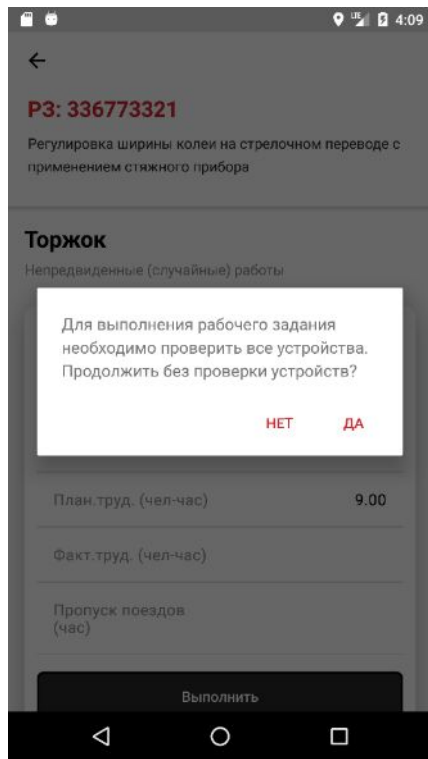 LTE 4:09
РЗ: 336773321
Регулировка ширины колеи на стрелочном переводе с
применением стяжного прибора
Торжок
Непредвиденные (случайные) работы
Для выполнения рабочего задания
необходимо проверить все устройства.
Продолжить без проверки устройств?
НЕТ ДА
План.труд. (чел-час) 9.00
Факт.труд. (чел-час)
Пропуск поездов
(час)
Выполнить